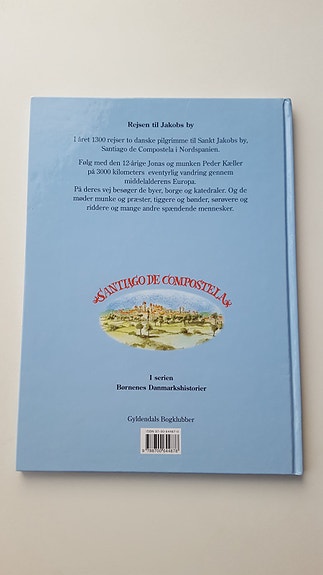 Rejsen til Jakobs by
I året 1300 rejser to danske pilgrimme til Sankt Jakobs by,
Santiago de Compostela i Nordspanien.
Følg med den 12-årige Jonas og munken Peder Kæller
på 3000 kilometers eventyrlig vandring gennem
middelalderens Europa.
På deres vej besøger de byer, borge og katedraler. Og de
møder munke og præster, tiggere og bønder, sørøvere og
riddere og mange andre spændende mennesker.
SANTIAGO DE COMPOSTELA
I serien
Børnenes Danmarkshistorier
Gyldendals Bogklubber